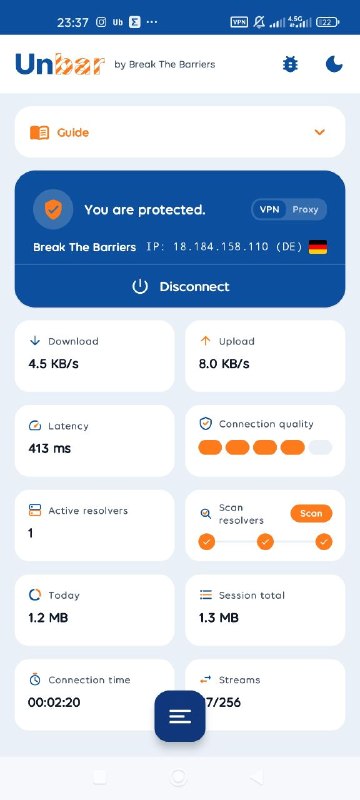 23:37 Ub Σ ••• VPN 4.5G 22
Unbar by Break The Barriers
Guide
You are protected. VPN Proxy
Break The Barriers IP: 18.184.158.110 (DE)
Disconnect
Download
4.5 KB/s
Upload
8.0 KB/s
Latency
413 ms
Connection quality
Active resolvers
1
Scan
resolvers
Scan
Today
1.2 MB
Session total
1.3 MB
Connection time
00:02:20
Streams
7/256